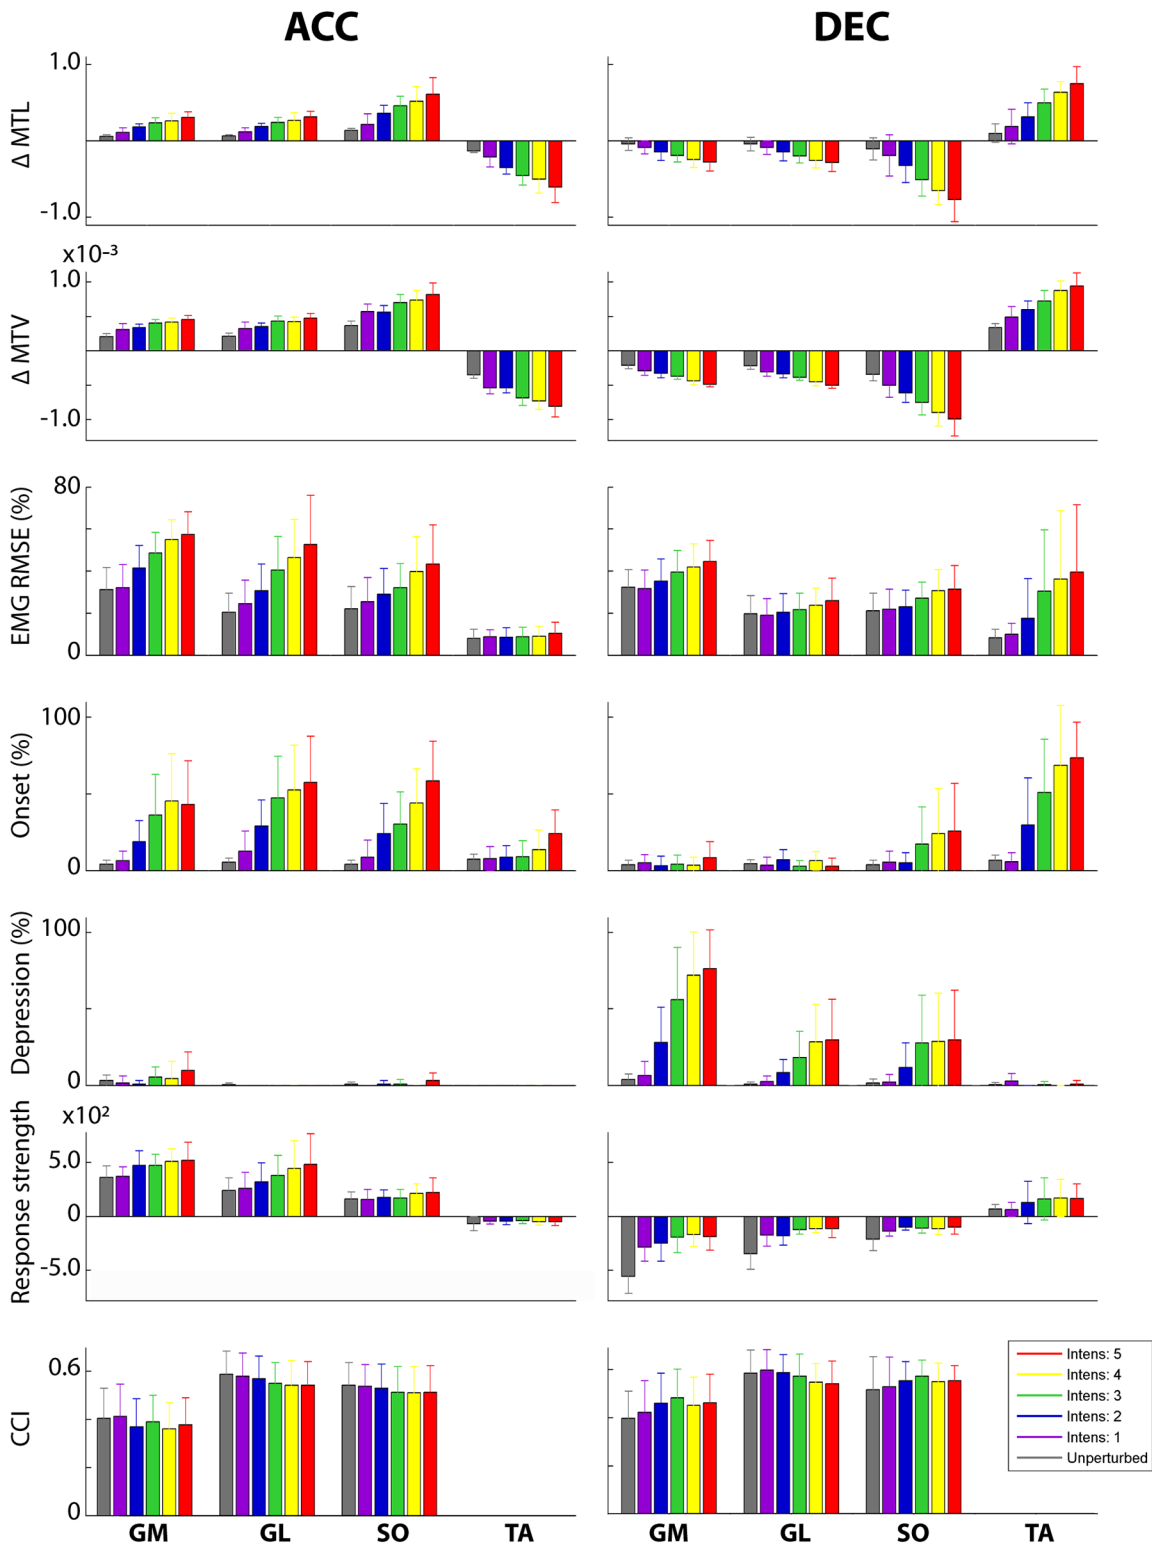 ACC DEC
Δ MTL
1.0
-1.0
x10⁻³
Δ MTV
1.0
-1.0
EMG RMSE (%)
80
0
Onset (%)
100
0
Depression (%)
100
0
x10²
Response strength
5.0
0
-5.0
CCI
0.6
0
Intens: 5
Intens: 4
Intens: 3
Intens: 2
Intens: 1
Unperturbed
GM GL SO TA GM GL SO TA